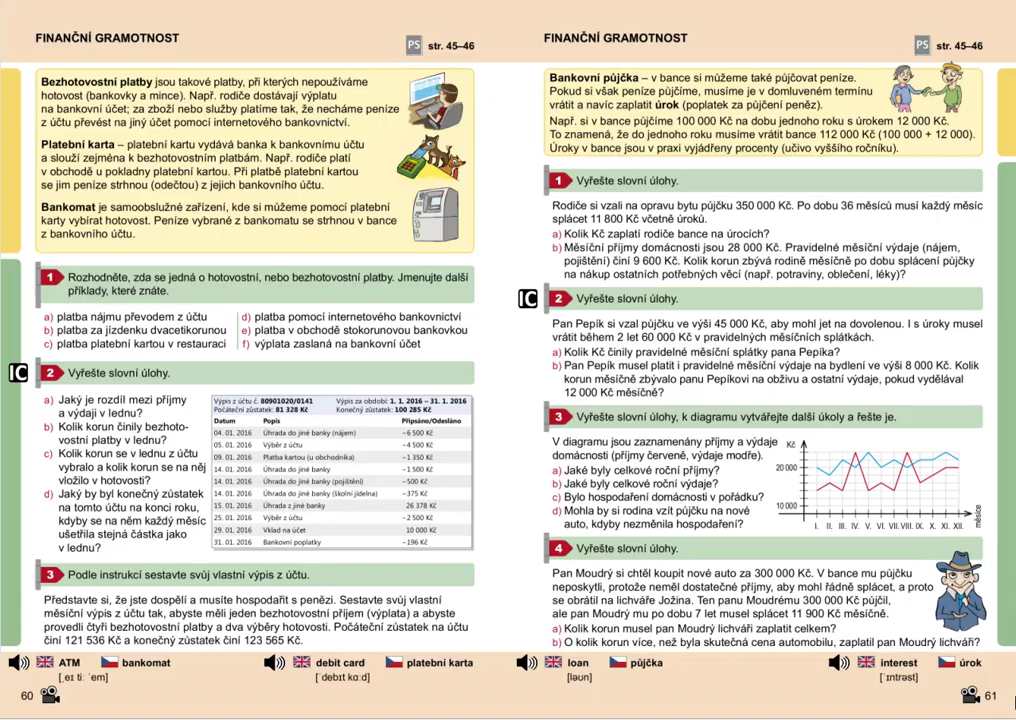 FINANČNÍ GRAMOTNOST
PS str. 45–46
Bezhotovostní platby jsou takové platby, při kterých nepoužíváme
hotovost (bankovky a mince). Např. rodiče dostávají výplatu
na bankovní účet; za zboží nebo služby platíme tak, že necháme peníze
z účtu převést na jiný účet pomocí internetového bankovnictví.
Platební karta – platební kartu vydává banka k bankovnímu účtu
a slouží zejména k bezhotovostním platbám. Např. rodiče platí
v obchodě u pokladny platební kartou. Při platbě platební kartou
se jim peníze strhnou (odečtou) z jejich bankovního účtu.
Bankomat je samoobslužné zařízení, kde si můžeme pomocí platební
karty vybírat hotovost. Peníze vybrané z bankomatu se strhnou v bance
z bankovního účtu.
1 Rozhodněte, zda se jedná o hotovostní, nebo bezhotovostní platby. Jmenujte další
příklady, které znáte.
a) platba nájmu převodem z účtu
b) platba za jízdenku dvacetikorunou
c) platba platební kartou v restauraci
d) platba pomocí internetového bankovnictví
e) platba v obchodě stokorunovou bankovkou
f) výplata zaslaná na bankovní účet
IC
2 Vyřešte slovní úlohy.
a) Jaký je rozdíl mezi příjmy
a výdaji v lednu?
b) Kolik korun činily bezhoto-
vostní platby v lednu?
c) Kolik korun se v lednu z účtu
vybralo a kolik korun se na něj
vložilo v hotovosti?
d) Jaký by byl konečný zůstatek
na tomto účtu na konci roku,
kdyby se na něm každý měsíc
ušetřila stejná částka jako
v lednu?
Výpis z účtu č. 80901020/0141 Výpis za období: 1. 1. 2016 – 31. 1. 2016
Počáteční zůstatek: 81 328 Kč Konečný zůstatek: 100 285 Kč
Datum Popis Připsáno/Odesláno
04. 01. 2016 Úhrada do jiné banky (nájem) –6 500 Kč
05. 01. 2016 Výběr z účtu –4 500 Kč
09. 01. 2016 Platba kartou (u obchodníka) –1 350 Kč
14. 01. 2016 Úhrada do jiné banky –1 500 Kč
14. 01. 2016 Úhrada do jiné banky (pojištění) –500 Kč
14. 01. 2016 Úhrada do jiné banky (školní jídelna) –375 Kč
15. 01. 2016 Úhrada z jiné banky 26 378 Kč
25. 01. 2016 Výběr z účtu –2 500 Kč
29. 01. 2016 Vklad na účet 10 000 Kč
31. 01. 2016 Bankovní poplatky –196 Kč
3 Podle instrukcí sestavte svůj vlastní výpis z účtu.
Představte si, že jste dospělí a musíte hospodařit s penězi. Sestavte svůj vlastní
měsíční výpis z účtu tak, abyste měli jeden bezhotovostní příjem (výplata) a abyste
provedli čtyři bezhotovostní platby a dva výběry hotovosti. Počáteční zůstatek na účtu
činí 121 536 Kč a konečný zůstatek činí 123 565 Kč.
ATM bankomat debit card platební karta
[ˌeɪ tiː ˈem] [ˈdebɪt kɑːd]
60
FINANČNÍ GRAMOTNOST
PS str. 45–46
Bankovní půjčka – v bance si můžeme také půjčovat peníze.
Pokud si však peníze půjčíme, musíme je v domluveném termínu
vrátit a navíc zaplatit úrok (poplatek za půjčení peněz).
Např. si v bance půjčíme 100 000 Kč na dobu jednoho roku s úrokem 12 000 Kč.
To znamená, že do jednoho roku musíme vrátit bance 112 000 Kč (100 000 + 12 000).
Úroky v bance jsou v praxi vyjádřeny procenty (učivo vyššího ročníku).
1 Vyřešte slovní úlohy.
Rodiče si vzali na opravu bytu půjčku 350 000 Kč. Po dobu 36 měsíců musí každý měsíc
splácet 11 800 Kč včetně úroků.
a) Kolik Kč zaplatí rodiče bance na úrocích?
b) Měsíční příjmy domácnosti jsou 28 000 Kč. Pravidelné měsíční výdaje (nájem,
pojištění) činí 9 600 Kč. Kolik korun zbývá rodině měsíčně po dobu splácení půjčky
na nákup ostatních potřebných věcí (např. potraviny, oblečení, léky)?
IC
2 Vyřešte slovní úlohy.
Pan Pepík si vzal půjčku ve výši 45 000 Kč, aby mohl jet na dovolenou. I s úroky musel
vrátit během 2 let 60 000 Kč v pravidelných měsíčních splátkách.
a) Kolik Kč činily pravidelné měsíční splátky pana Pepíka?
b) Pan Pepík musel platit i pravidelné měsíční výdaje na bydlení ve výši 8 000 Kč. Kolik
korun měsíčně zbývalo panu Pepíkovi na obživu a ostatní výdaje, pokud vydělával
12 000 Kč měsíčně?
3 Vyřešte slovní úlohy, k diagramu vytvářejte další úkoly a řešte je.
V diagramu jsou zaznamenány příjmy a výdaje
domácnosti (příjmy červeně, výdaje modře).
a) Jaké byly celkové roční příjmy?
b) Jaké byly celkové roční výdaje?
c) Bylo hospodaření domácnosti v pořádku?
d) Mohla by si rodina vzít půjčku na nové
auto, kdyby nezměnila hospodaření?
Kč
20 000
10 000
I. II. III. IV. V. VI. VII. VIII. IX. X. XI. XII.
měsíce
4 Vyřešte slovní úlohy.
Pan Moudrý si chtěl koupit nové auto za 300 000 Kč. V bance mu půjčku
neposkytli, protože neměl dostatečné příjmy, aby mohl řádně splácet, a proto
se obrátil na lichváře Jožina. Ten panu Moudrému 300 000 Kč půjčil,
ale pan Moudrý mu po dobu 7 let musel splácet 11 900 Kč měsíčně.
a) Kolik korun musel pan Moudrý lichváři zaplatit celkem?
b) O kolik korun více, než byla skutečná cena automobilu, zaplatil pan Moudrý lichváři?
loan půjčka interest úrok
[ləʊn] [ˈɪntrəst]
61